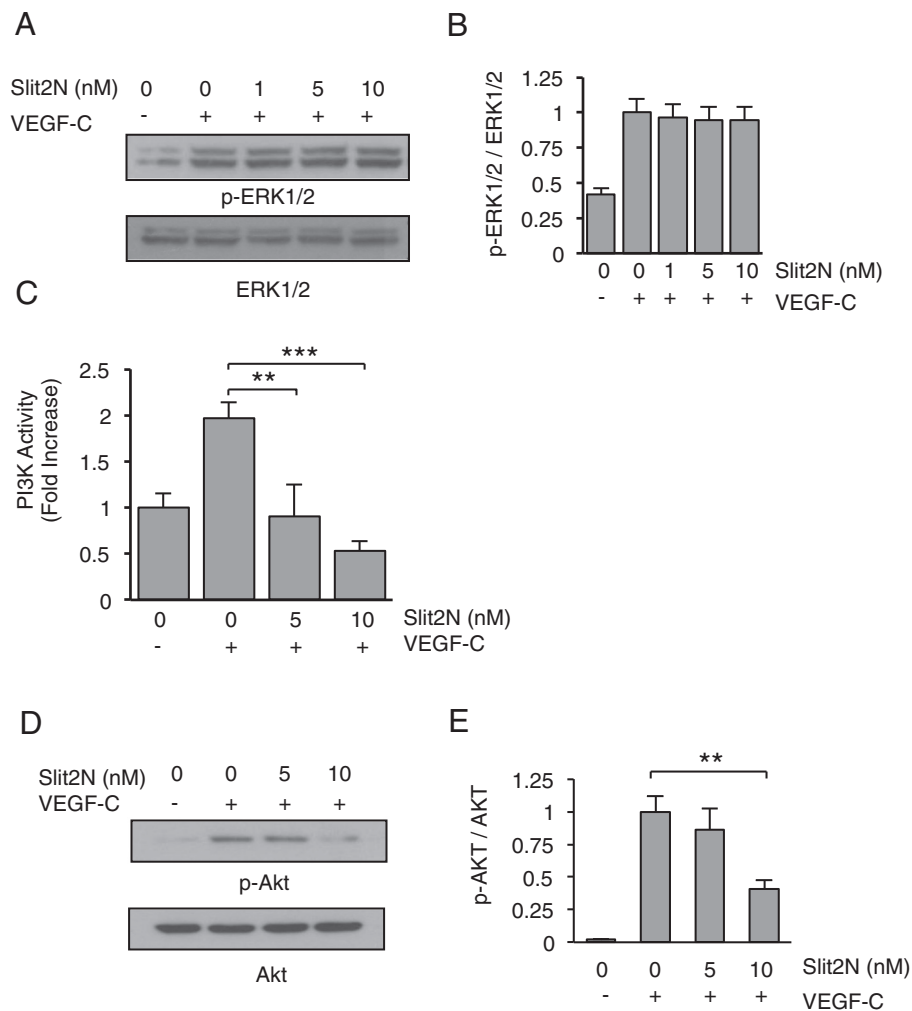 A
Slit2N (nM) 0 0 1 5 10
VEGF-C - + + + +
p-ERK1/2
ERK1/2
B
p-ERK1/2 / ERK1/2
1.25
1
0.75
0.5
0.25
0
0 0 1 5 10 Slit2N (nM)
- + + + + VEGF-C
C
PI3K Activity
(Fold Increase)
***
**
2.5
2
1.5
1
0.5
0
0 0 5 10 Slit2N (nM)
- + + + VEGF-C
D
Slit2N (nM) 0 0 5 10
VEGF-C - + + +
p-Akt
Akt
E
p-AKT / AKT
**
1.25
1
0.75
0.5
0.25
0
0 0 5 10 Slit2N (nM)
- + + + VEGF-C